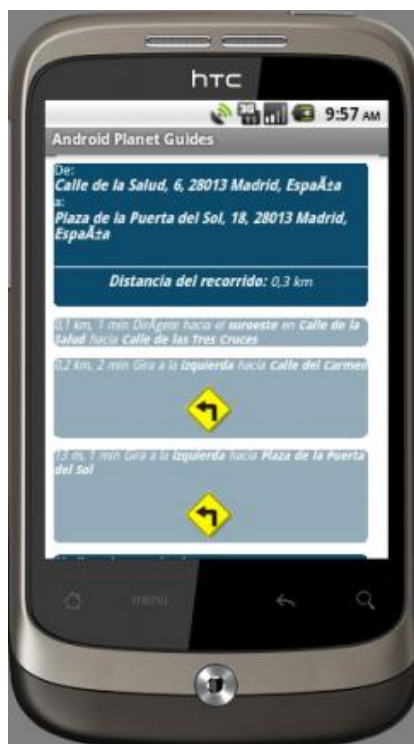 hTC
3G
9:57 AM
Android Planet Guides
De:
Calle de la Salud, 6, 28013 Madrid, EspaÃ±a
a:
Plaza de la Puerta del Sol, 18, 28013 Madrid,
EspaÃ±a
Distancia del recorrido: 0,3 km
0,1 km, 1 min DirÃgete hacia el suroeste en Calle de la
Salud hacia Calle de las Tres Cruces
0,2 km, 2 min Gira a la izquierda hacia Calle del Carmen
13 m, 1 min Gira a la izquierda hacia Plaza de la Puerta
del Sol
menu